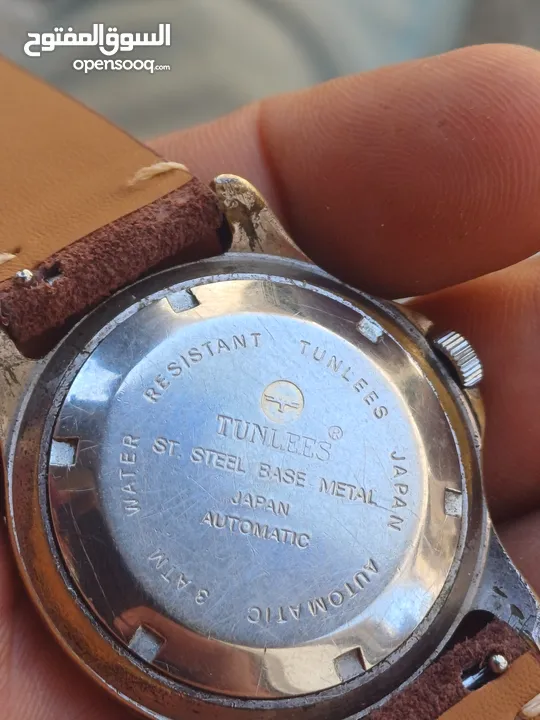 السوق المفتوح
opensooq.com
TUNLEES®
ST. STEEL BASE METAL
JAPAN
AUTOMATIC
3 ATM WATER RESISTANT TUNLEES JAPAN AUTOMATIC